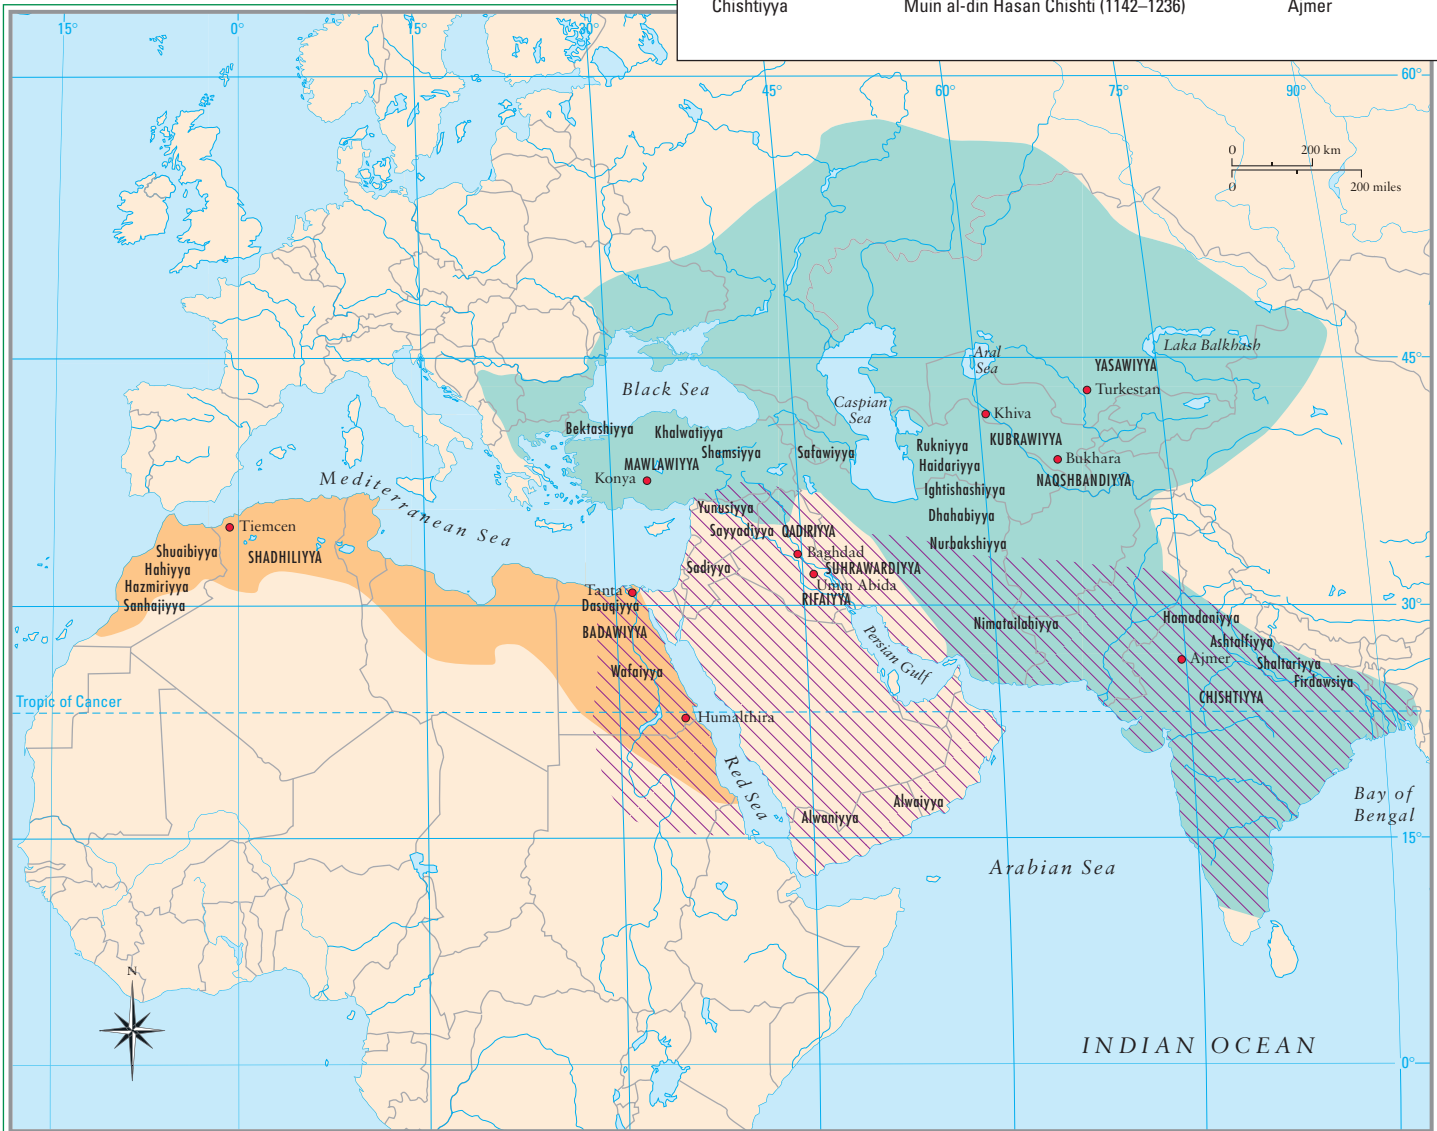 Chishtiyya Muin al-din Hasan Chishti (1142–1236) Ajmer
15° 0° 15° 30°
60°
45° 60° 75° 90°
0 200 km
0 200 miles
Aral
Sea
Laka Balkhash
45°
YASAWIYYA
Turkestan
Black Sea
Caspian
Sea
Khiva
Bektashiyya
Khalwatiyya
KUBRAWIYYA
Rukniyya
Shamsiyya
Safawiyya
Bukhara
MAWLAWIYYA
Haidariyya
Konya
NAQSHBANDIYYA
Ightishashiyya
Mediterranean Sea
Yunusiyya
Dhahabiyya
Tiemcen
Sayyadiyya
QADIRIYYA
Nurbakshiyya
Shuaibiyya
SHADHILIYYA
Baghdad
Hahiyya
Sadiyya
SUHRAWARDIYYA
Hazmiriyya
Umm Abida
Tanta
RIFAIYYA
Sanhajiyya
Dasuqiyya
30°
Hamadaniyya
Nimatailahiyya
BADAWIYYA
Ashtalfiyya
Persian Gulf
Ajmer
Shaltariyya
Wafaiyya
Firdawsiya
CHISHTIYYA
Tropic of Cancer
Humalthira
Red Sea
Bay of
Bengal
Alwaiyya
Alwaniyya
15°
Arabian Sea
N
INDIAN OCEAN
0°